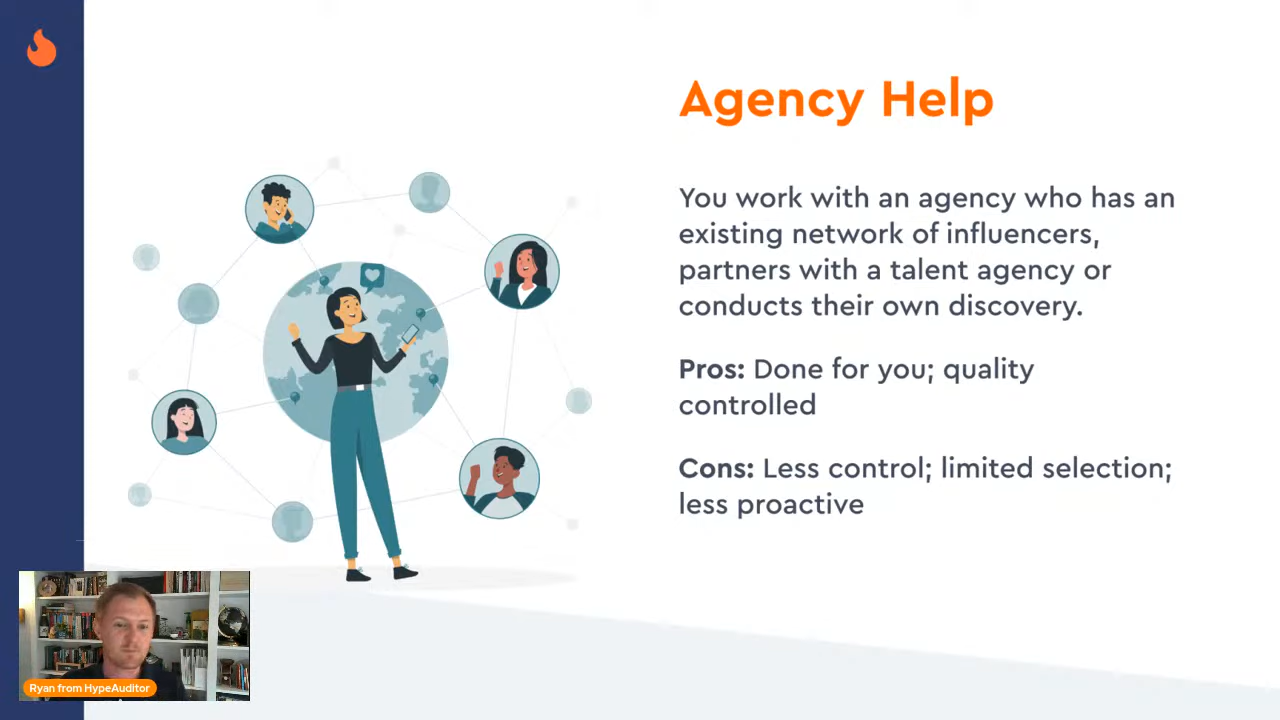 Agency Help
You work with an agency who has an
existing network of influencers,
partners with a talent agency or
conducts their own discovery.
Pros: Done for you; quality
controlled
Cons: Less control; limited selection;
less proactive
Ryan from HypeAuditor